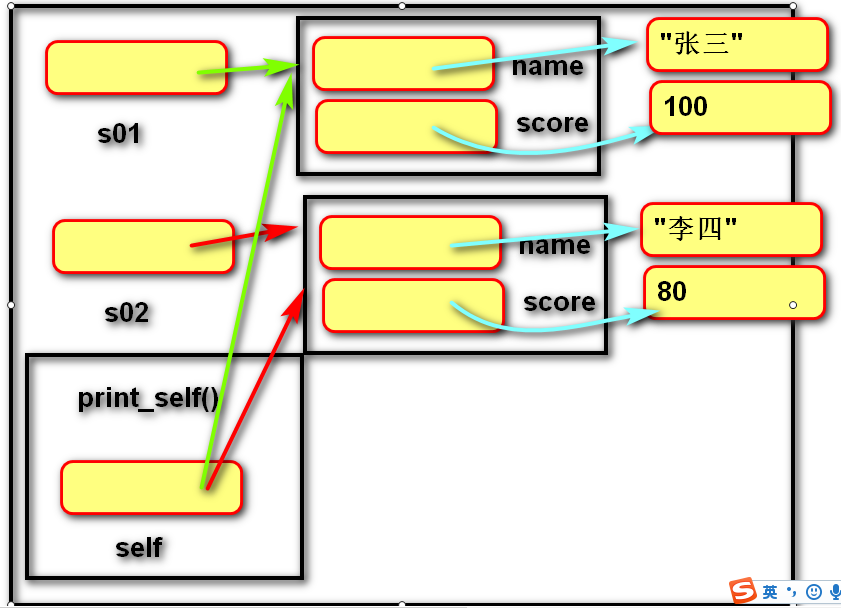 "张三"
name
100
s01
score
"李四"
name
80
s02
score
print_self()
self
S 英